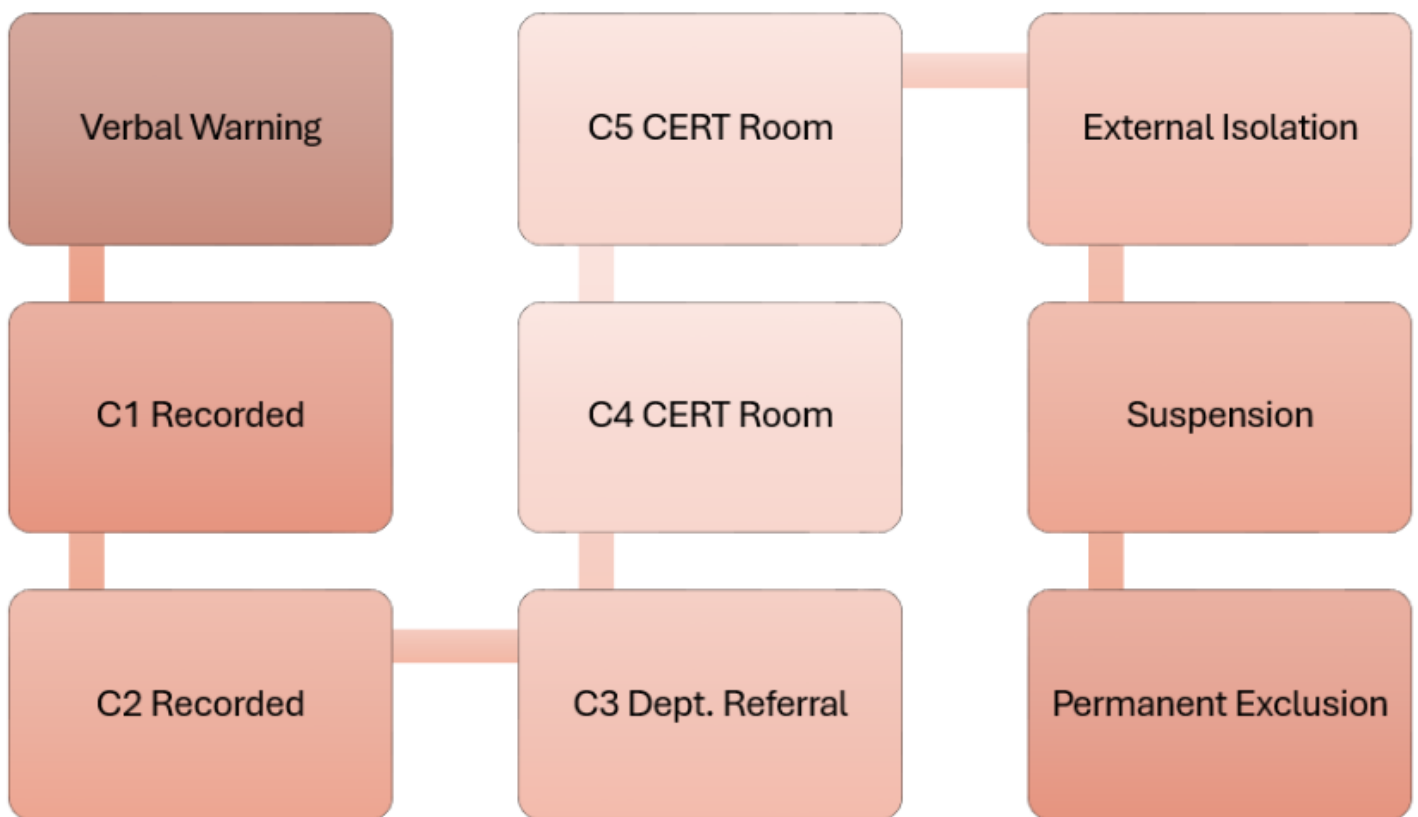 Verbal Warning
C1 Recorded
C2 Recorded
C3 Dept. Referral
C4 CERT Room
C5 CERT Room
External Isolation
Suspension
Permanent Exclusion